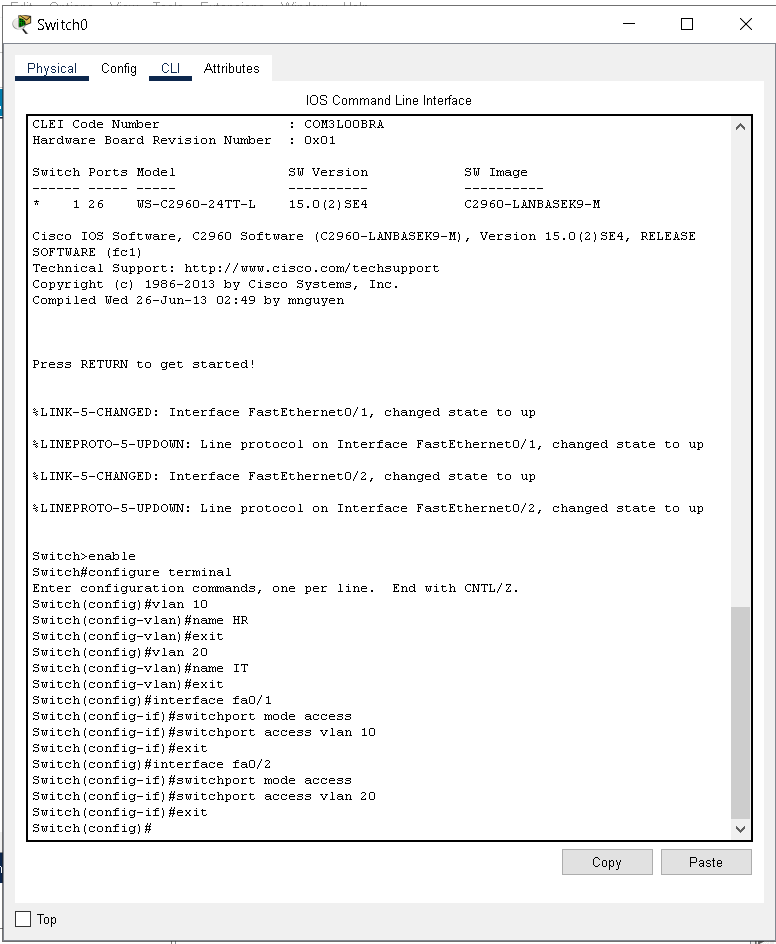 Switch0
Physical Config CLI Attributes
IOS Command Line Interface
CLEI Code Number                : COM3L00BRA
Hardware Board Revision Number  : 0x01
Switch Ports Model              SW Version            SW Image
------ ----- -----              ----------            ----------
*    1 26    WS-C2960-24TT-L    15.0(2)SE4            C2960-LANBASEK9-M
Cisco IOS Software, C2960 Software (C2960-LANBASEK9-M), Version 15.0(2)SE4, RELEASE
SOFTWARE (fc1)
Technical Support: http://www.cisco.com/techsupport
Copyright (c) 1986-2013 by Cisco Systems, Inc.
Compiled Wed 26-Jun-13 02:49 by mnguyen
Press RETURN to get started!
%LINK-5-CHANGED: Interface FastEthernet0/1, changed state to up
%LINEPROTO-5-UPDOWN: Line protocol on Interface FastEthernet0/1, changed state to up
%LINK-5-CHANGED: Interface FastEthernet0/2, changed state to up
%LINEPROTO-5-UPDOWN: Line protocol on Interface FastEthernet0/2, changed state to up
Switch>enable
Switch#configure terminal
Enter configuration commands, one per line.  End with CNTL/Z.
Switch(config)#vlan 10
Switch(config-vlan)#name HR
Switch(config-vlan)#exit
Switch(config)#vlan 20
Switch(config-vlan)#name IT
Switch(config-vlan)#exit
Switch(config)#interface fa0/1
Switch(config-if)#switchport mode access
Switch(config-if)#switchport access vlan 10
Switch(config-if)#exit
Switch(config)#interface fa0/2
Switch(config-if)#switchport mode access
Switch(config-if)#switchport access vlan 20
Switch(config-if)#exit
Switch(config)#
Copy Paste
Top